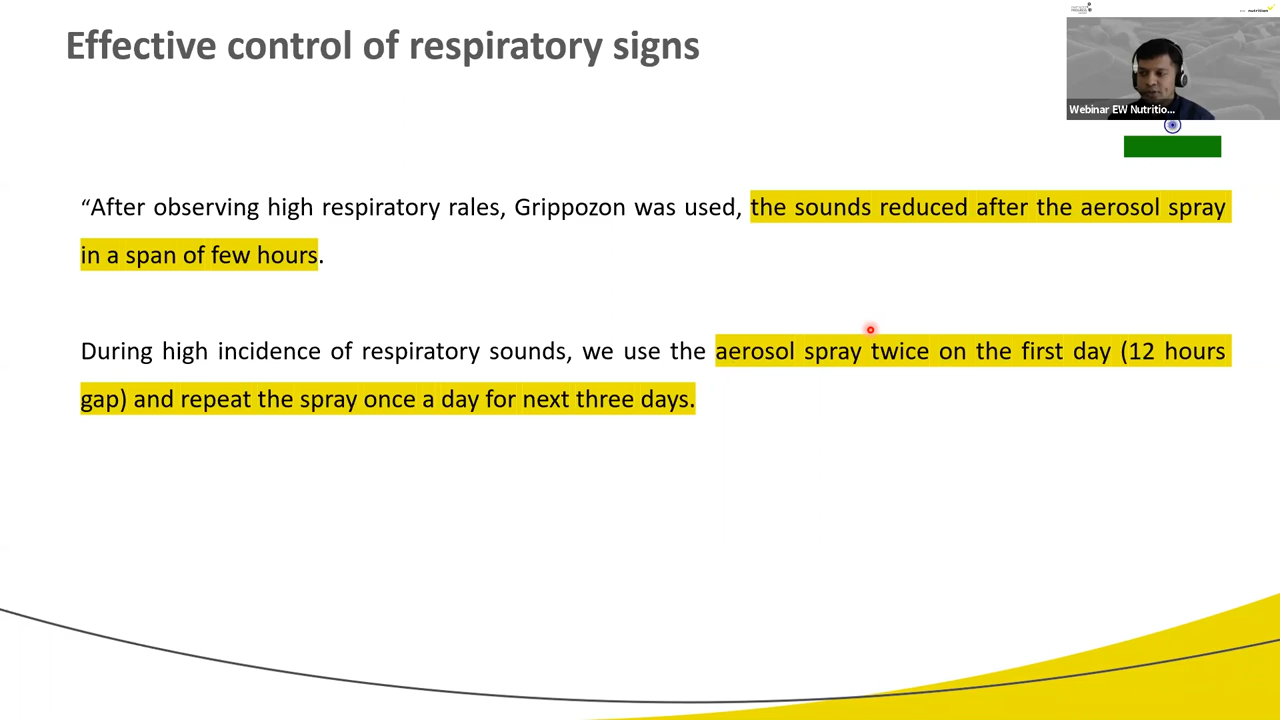 Effective control of respiratory signs
nutrition
Webinar EW Nutritio...
“After observing high respiratory rales, Grippozon was used, the sounds reduced after the aerosol spray
in a span of few hours.
During high incidence of respiratory sounds, we use the aerosol spray twice on the first day (12 hours
gap) and repeat the spray once a day for next three days.